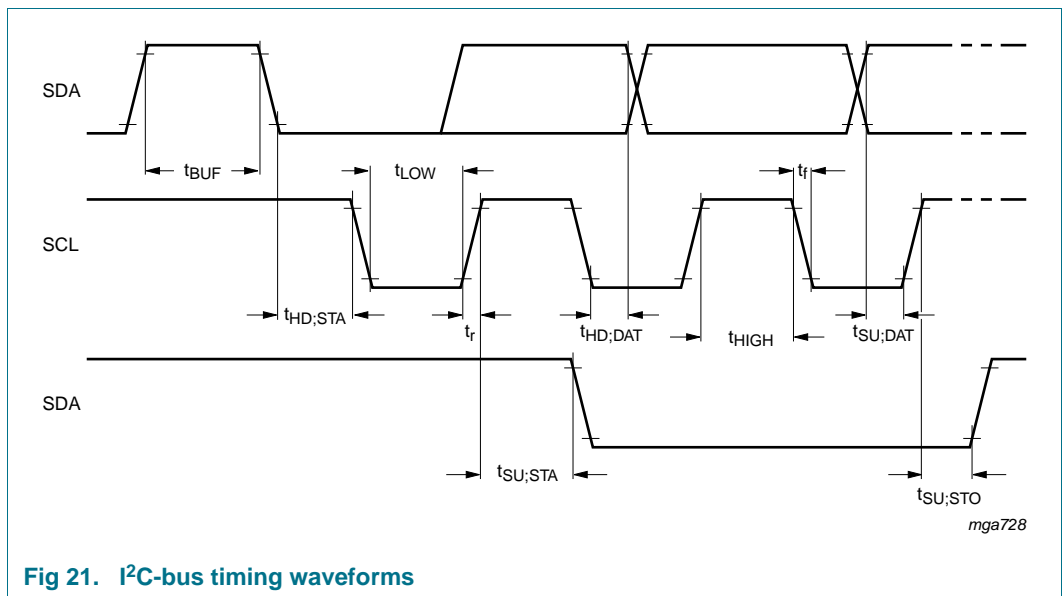 SDA
tBUF
tLOW
tf
SCL
tHD;STA
tr
tHD;DAT
tHIGH
tSU;DAT
SDA
tSU;STA
tSU;STO
mga728
Fig 21. I²C-bus timing waveforms